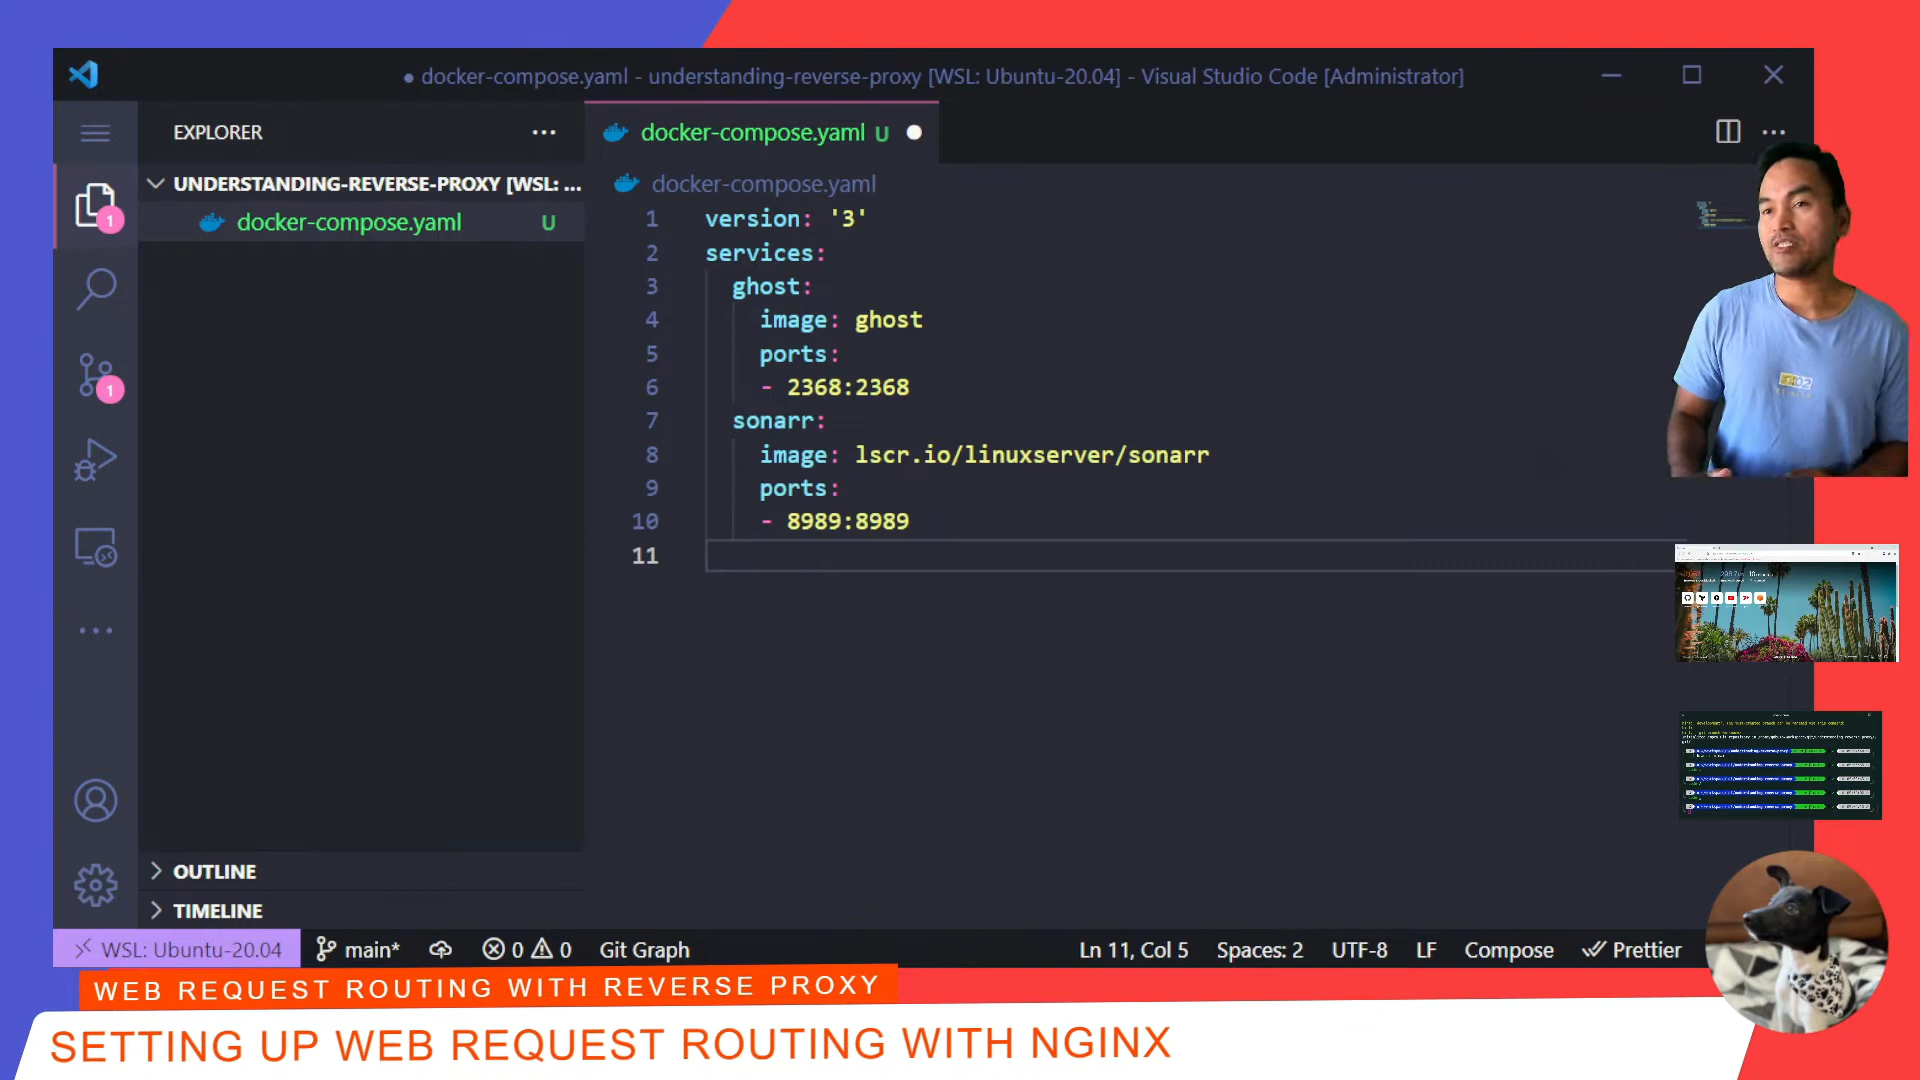 docker-compose.yaml - understanding-reverse-proxy [WSL: Ubuntu-20.04] - Visual Studio Code [Administrator]
EXPLORER
docker-compose.yaml U
UNDERSTANDING-REVERSE-PROXY [WSL: ...
docker-compose.yaml U
docker-compose.yaml
1 version: '3'
2 services:
3 ghost:
4 image: ghost
5 ports:
6 - 2368:2368
7 sonarr:
8 image: lscr.io/linuxserver/sonarr
9 ports:
10 - 8989:8989
11
1
1
OUTLINE
TIMELINE
WSL: Ubuntu-20.04 main* 0 0 Git Graph Ln 11, Col 5 Spaces: 2 UTF-8 LF Compose Prettier
WEB REQUEST ROUTING WITH REVERSE PROXY
SETTING UP WEB REQUEST ROUTING WITH NGINX